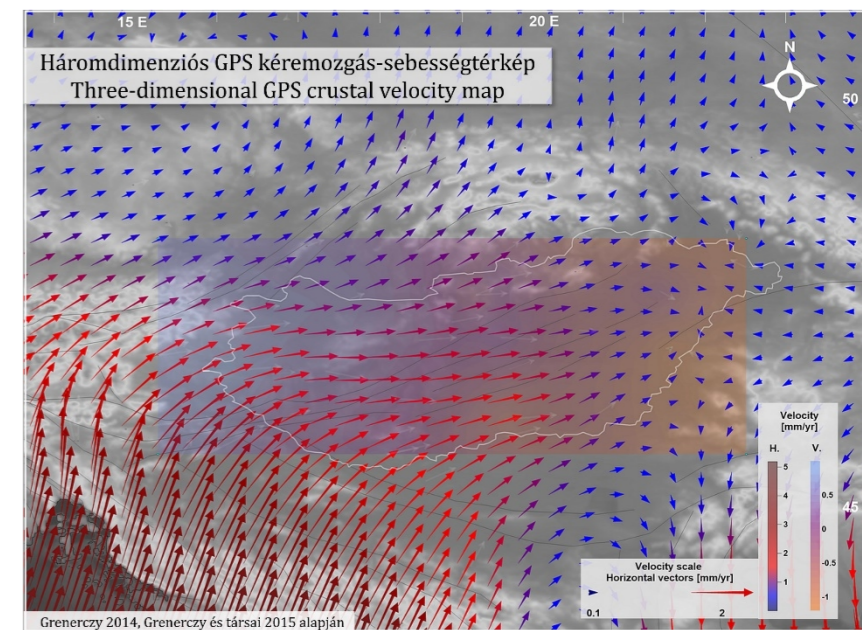 15 E
20 E
Háromdimenziós GPS kéremozgás-sebességtérkép
Three-dimensional GPS crustal velocity map
N
50
Velocity
[mm/yr]
H.
V.
5
4
3
2
1
0.5
0
-0.5
-1
45
Velocity scale
Horizontal vectors [mm/yr]
0.1
2
Grenerczy 2014, Grenerczy és társai 2015 alapján